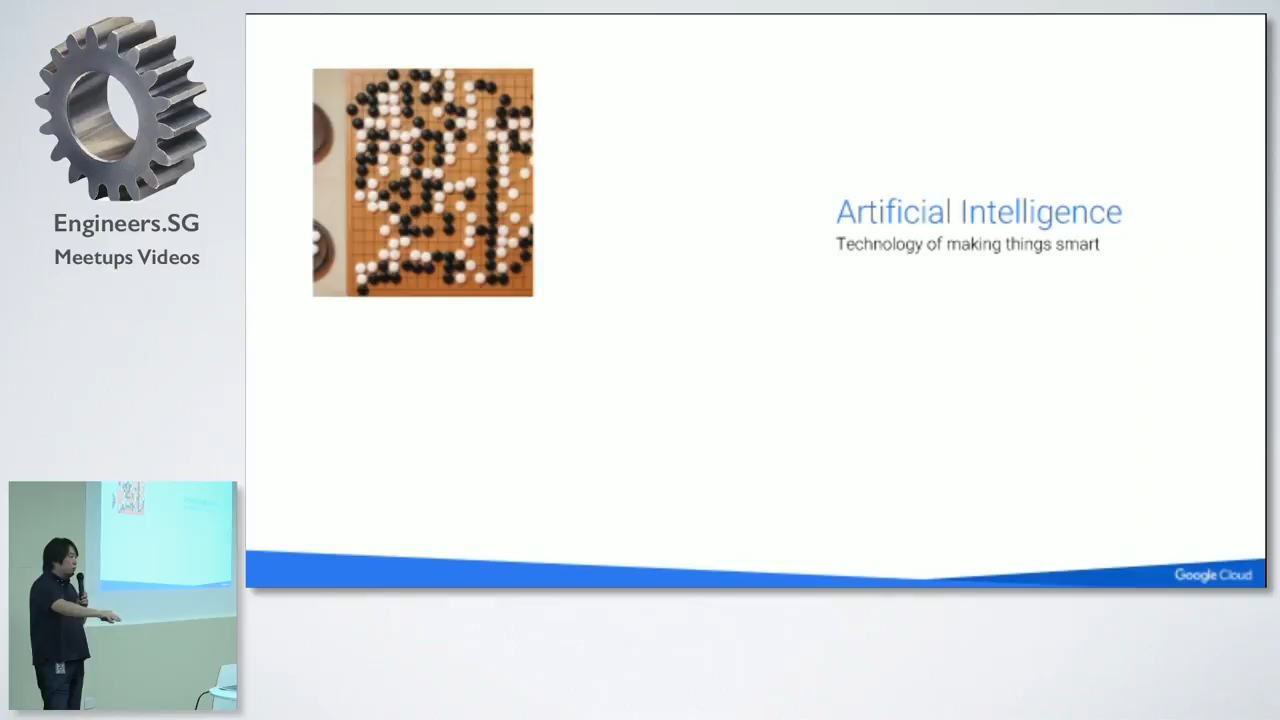 Engineers.SG
Meetups Videos
Artificial Intelligence
Technology of making things smart
Google Cloud